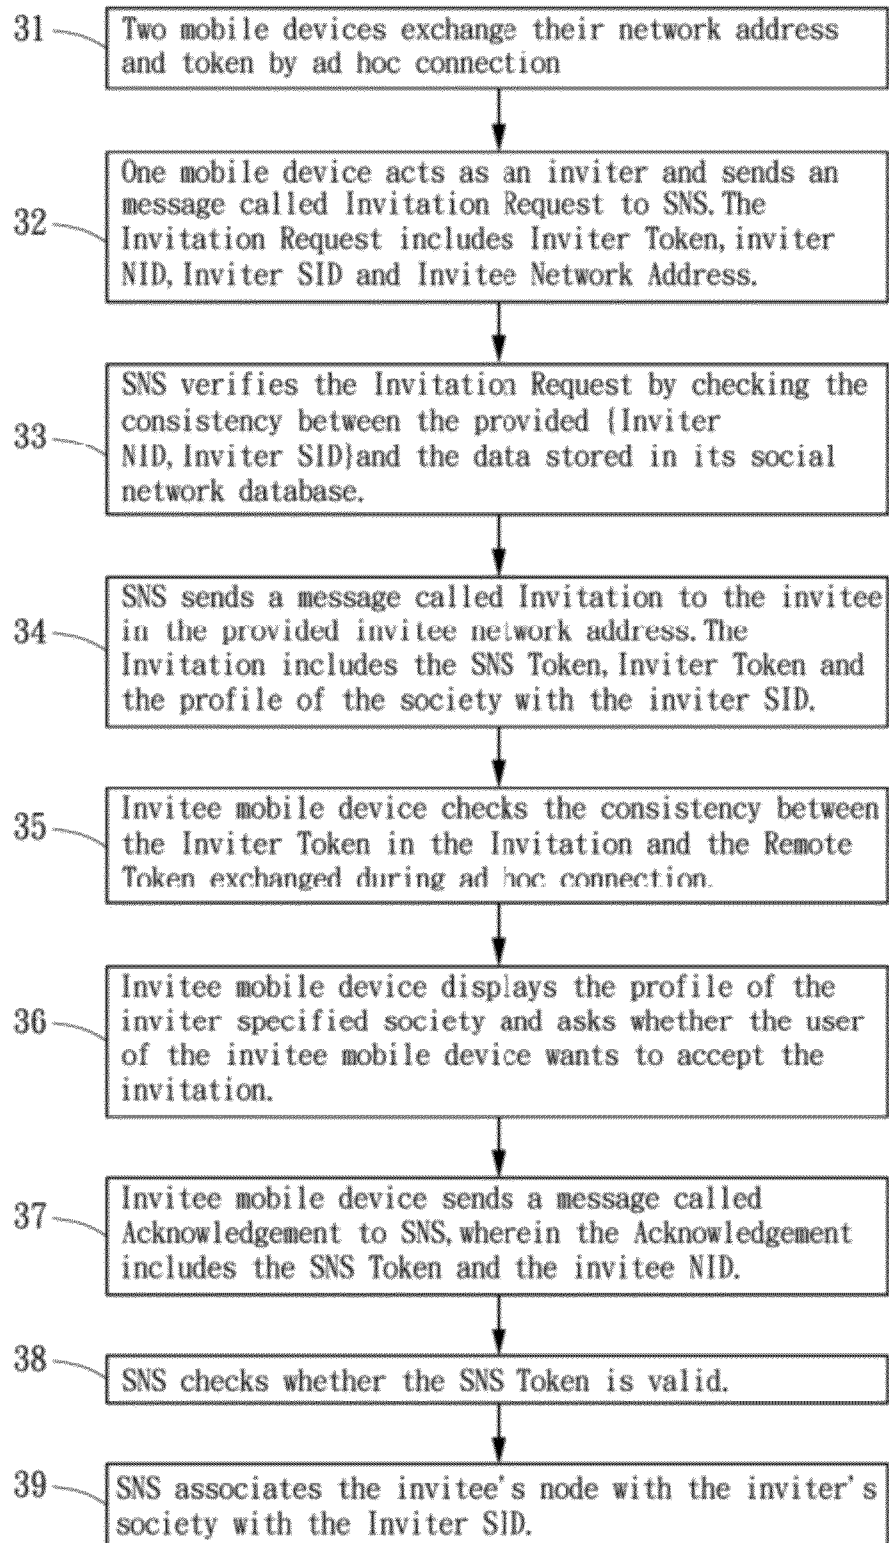 31
Two mobile devices exchange their network address
and token by ad hoc connection
32
One mobile device acts as an inviter and sends an
message called Invitation Request to SNS. The
Invitation Request includes Inviter Token, inviter
NID, Inviter SID and Invitee Network Address.
33
SNS verifies the Invitation Request by checking the
consistency between the provided {Inviter
NID, Inviter SID}and the data stored in its social
network database.
34
SNS sends a message called Invitation to the invitee
in the provided invitee network address. The
Invitation includes the SNS Token, Inviter Token and
the profile of the society with the inviter SID.
35
Invitee mobile device checks the consistency between
the Inviter Token in the Invitation and the Remote
Token exchanged during ad hoc connection.
36
Invitee mobile device displays the profile of the
inviter specified society and asks whether the user
of the invitee mobile device wants to accept the
invitation.
37
Invitee mobile device sends a message called
Acknowledgement to SNS, wherein the Acknowledgement
includes the SNS Token and the invitee NID.
38
SNS checks whether the SNS Token is valid.
39
SNS associates the invitee's node with the inviter's
society with the Inviter SID.